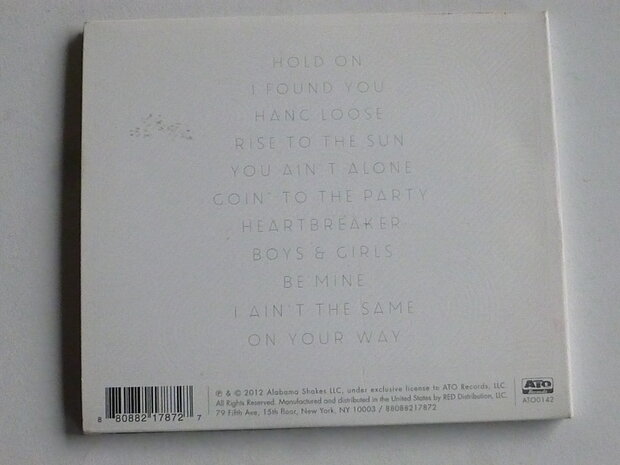 HOLD ON
I FOUND YOU
HANG LOOSE
RISE TO THE SUN
YOU AIN'T ALONE
GOIN' TO THE PARTY
HEARTBREAKER
BOYS & GIRLS
BE MINE
I AIN'T THE SAME
ON YOUR WAY
8 80882 17872 7
℗ & © 2012 Alabama Shakes LLC, under exclusive license to ATO Records, LLC.
All Rights Reserved. Manufactured and distributed in the United States by RED Distribution, LLC.
79 Fifth Ave, 15th floor, New York, NY 10003 / 88088217872
ATO
Records
ATO0142